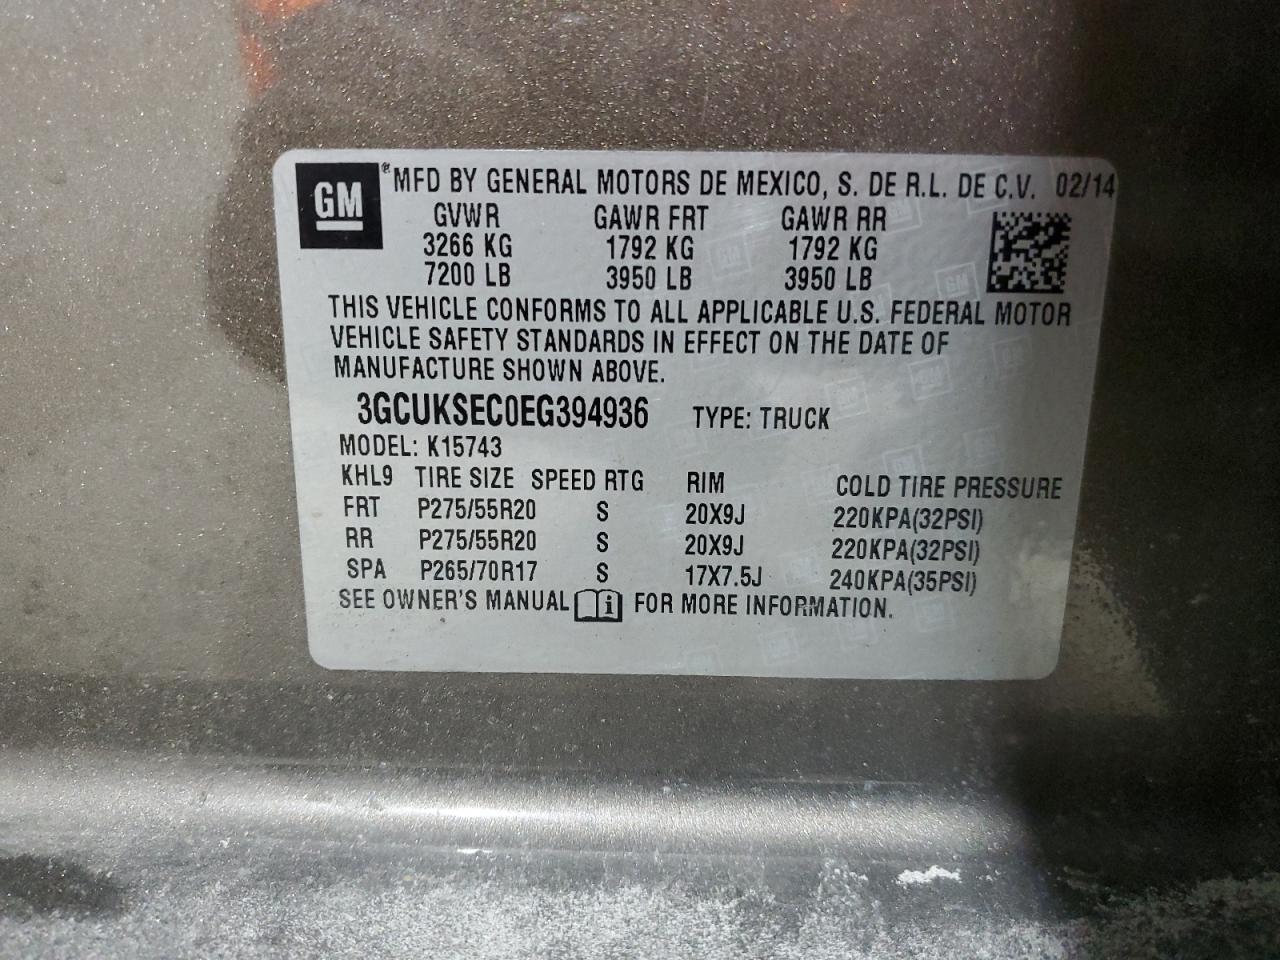 GM ® MFD BY GENERAL MOTORS DE MEXICO, S. DE R.L. DE C.V. 02/14
GVWR GAWR FRT GAWR RR
3266 KG 1792 KG 1792 KG
7200 LB 3950 LB 3950 LB
THIS VEHICLE CONFORMS TO ALL APPLICABLE U.S. FEDERAL MOTOR
VEHICLE SAFETY STANDARDS IN EFFECT ON THE DATE OF
MANUFACTURE SHOWN ABOVE.
3GCUKSEC0EG394936 TYPE: TRUCK
MODEL: K15743
KHL9 TIRE SIZE SPEED RTG RIM COLD TIRE PRESSURE
FRT P275/55R20 S 20X9J 220KPA(32PSI)
RR P275/55R20 S 20X9J 220KPA(32PSI)
SPA P265/70R17 S 17X7.5J 240KPA(35PSI)
SEE OWNER'S MANUAL i FOR MORE INFORMATION.